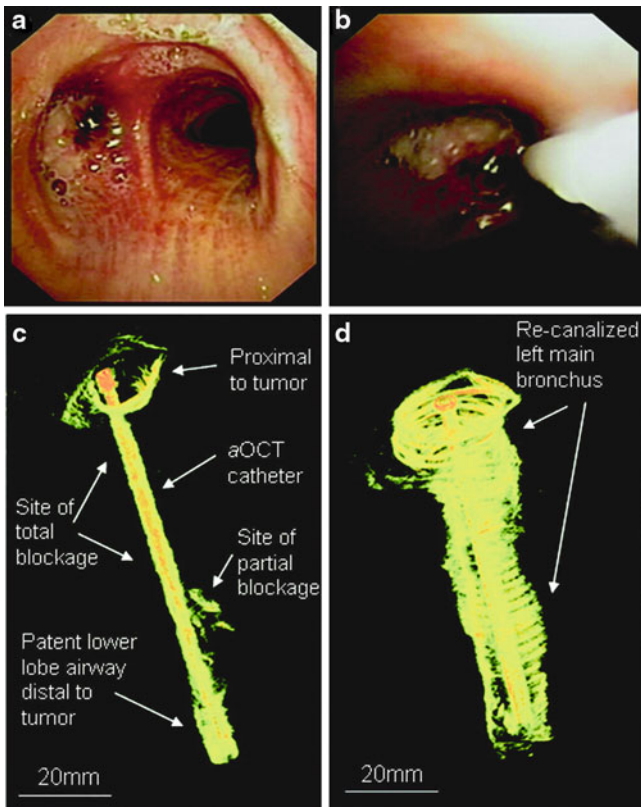 a
b
c
Proximal
to tumor
aOCT
catheter
Site of
total
blockage
Site of
partial
blockage
Patent lower
lobe airway
distal to
tumor
20mm
d
Re-canalized
left main
bronchus
20mm